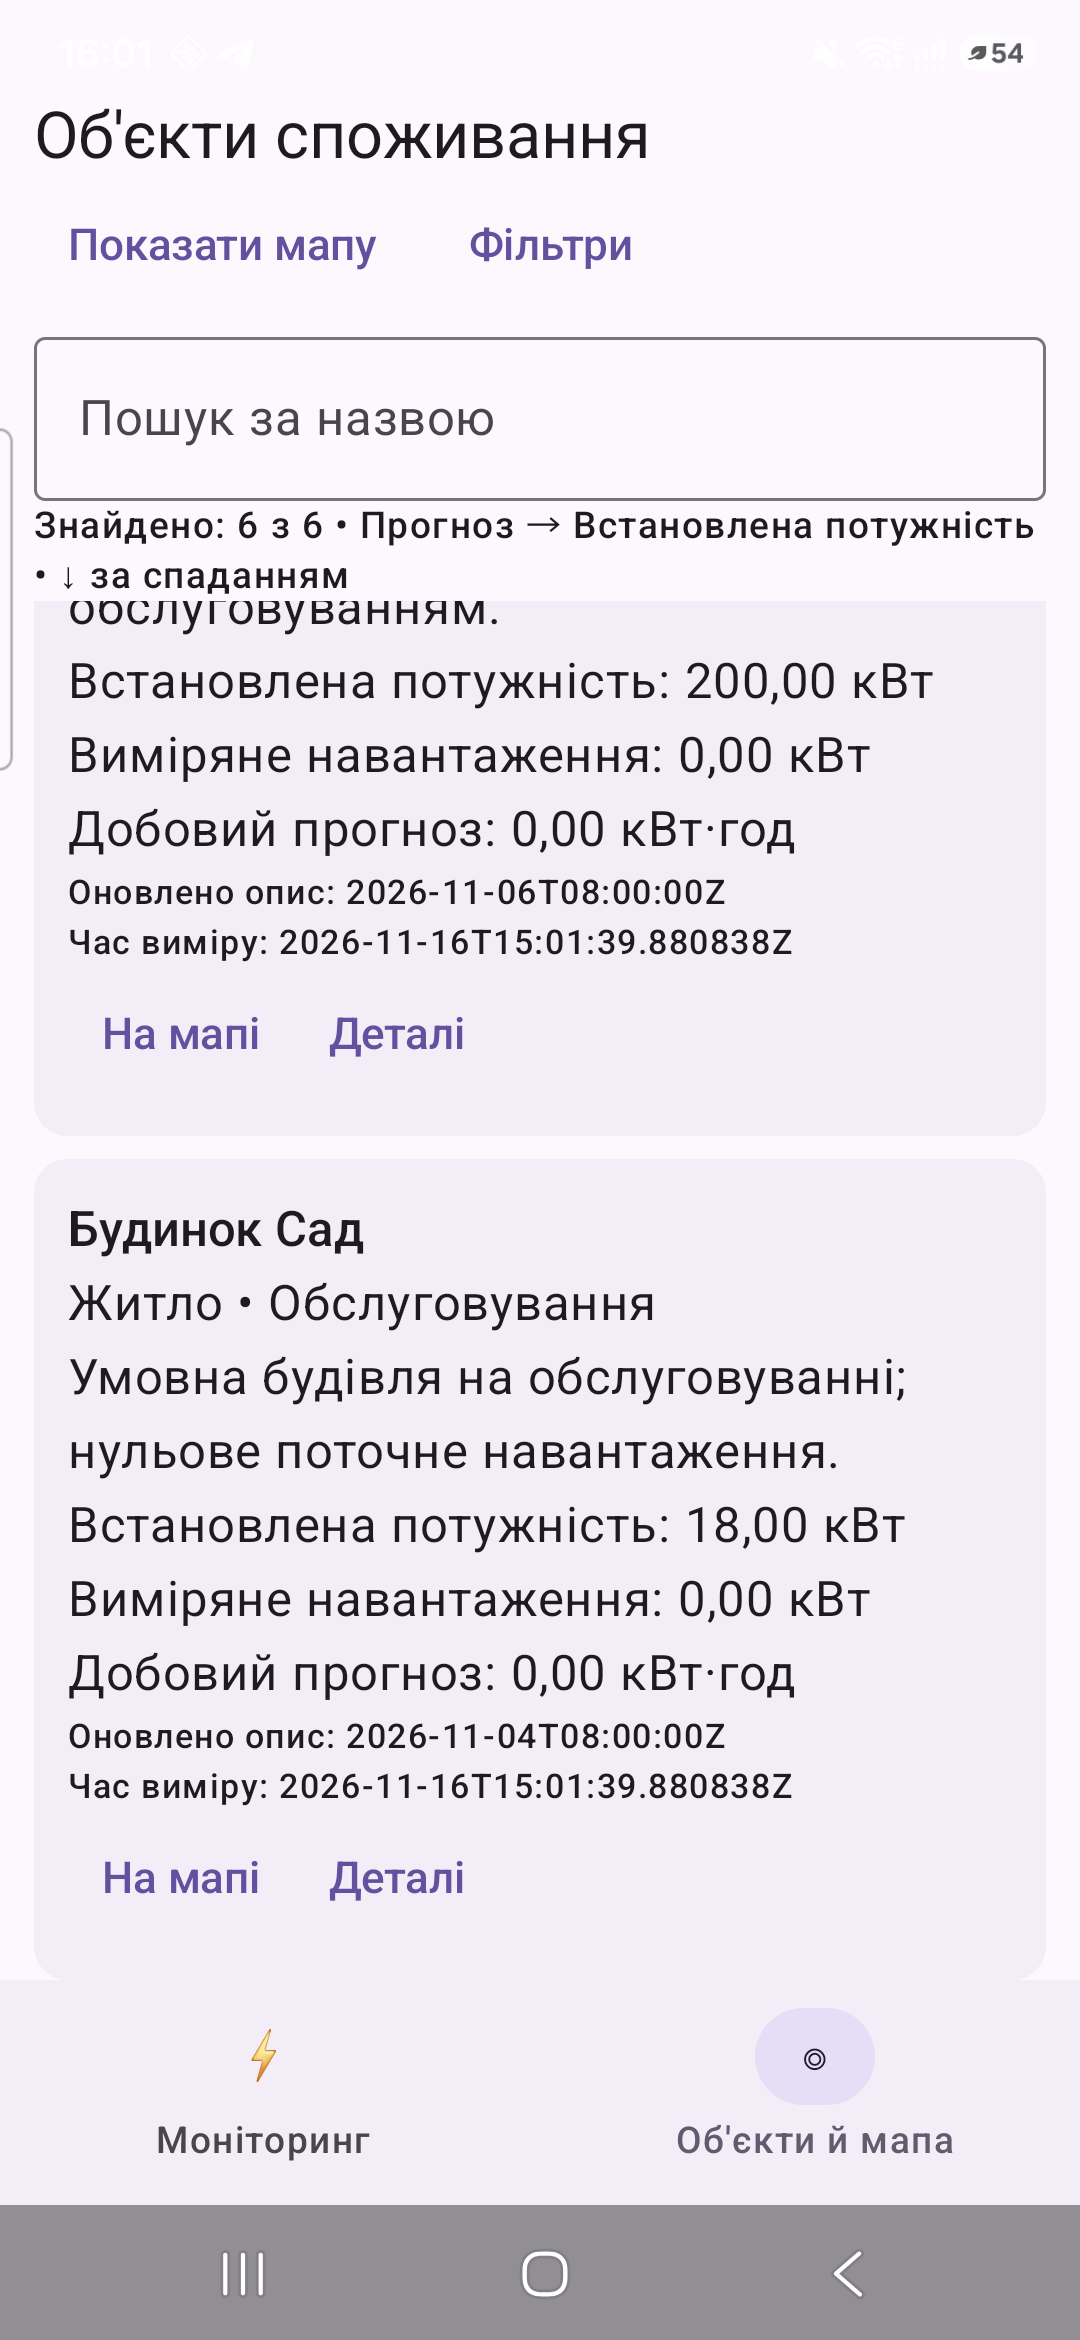 16:01
54
Об'єкти споживання
Показати мапу Фільтри
Пошук за назвою
Знайдено: 6 з 6 • Прогноз → Встановлена потужність
• ↓ за спаданням
обслуговуванням.
Встановлена потужність: 200,00 кВт
Виміряне навантаження: 0,00 кВт
Добовий прогноз: 0,00 кВт·год
Оновлено опис: 2026-11-06T08:00:00Z
Час виміру: 2026-11-16T15:01:39.880838Z
На мапі Деталі
Будинок Сад
Житло • Обслуговування
Умовна будівля на обслуговуванні;
нульове поточне навантаження.
Встановлена потужність: 18,00 кВт
Виміряне навантаження: 0,00 кВт
Добовий прогноз: 0,00 кВт·год
Оновлено опис: 2026-11-04T08:00:00Z
Час виміру: 2026-11-16T15:01:39.880838Z
На мапі Деталі
Моніторинг Об'єкти й мапа